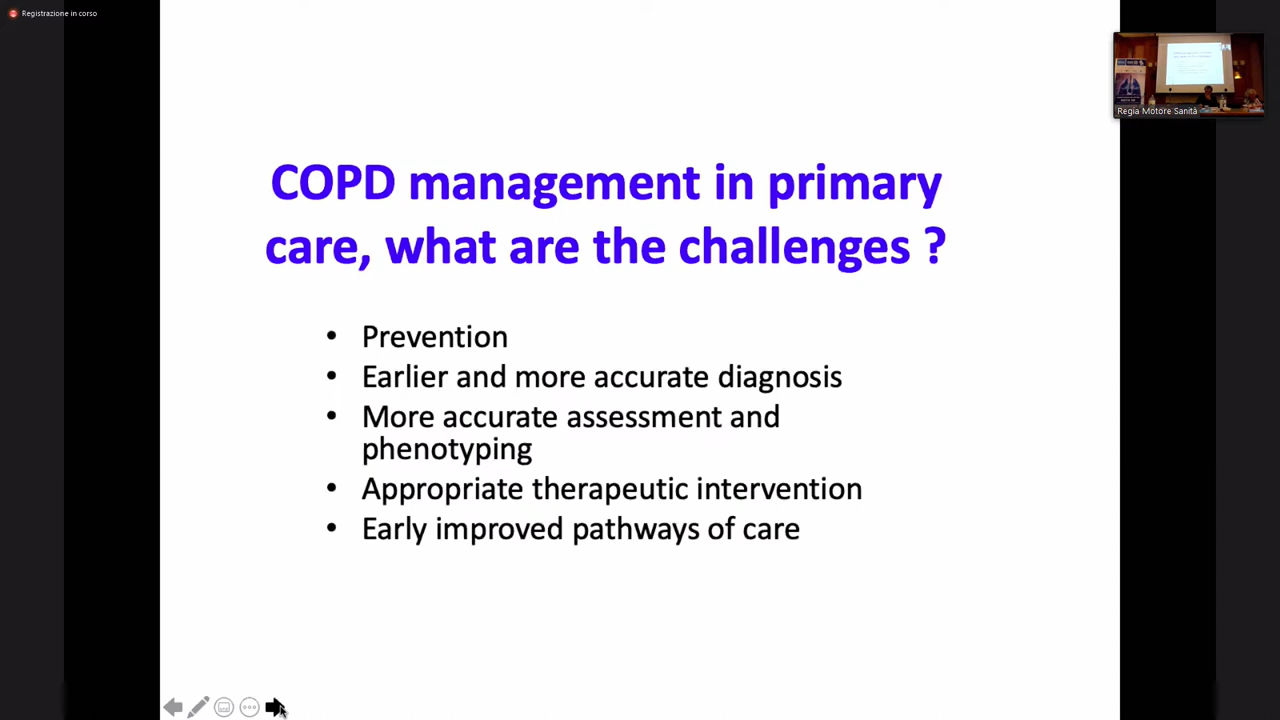 Registrazione in corso
Regia Motore Sanità
COPD management in primary
care, what are the challenges ?
• Prevention
• Earlier and more accurate diagnosis
• More accurate assessment and
phenotyping
• Appropriate therapeutic intervention
• Early improved pathways of care